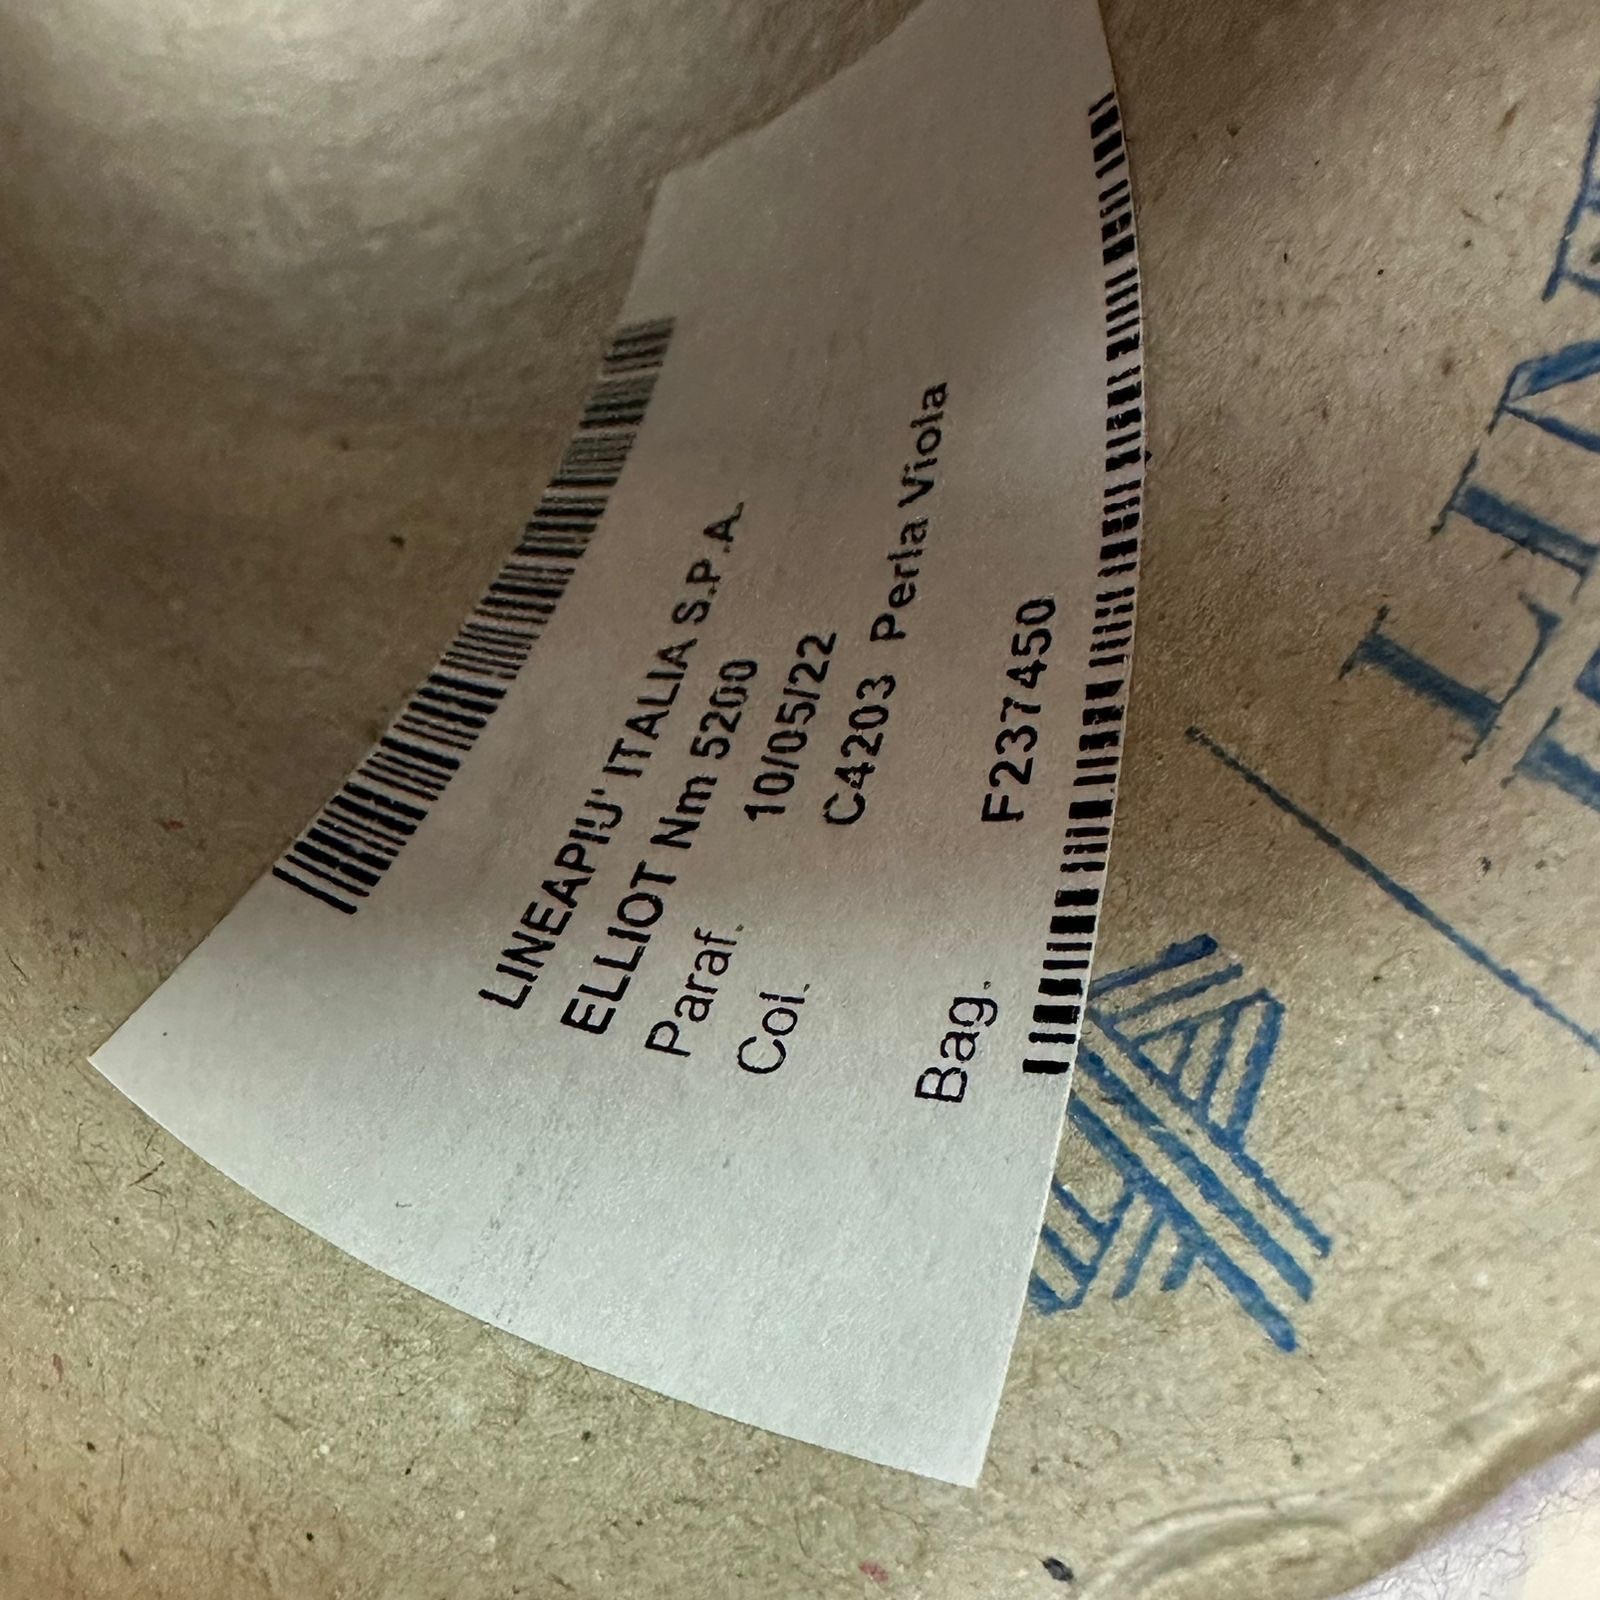 LINEAPIU' ITALIA S.P.A.
ELLIOT Nm 5200
Paraf. 10/05/22
Col. C4203 Perla Viola
Bag. F237450